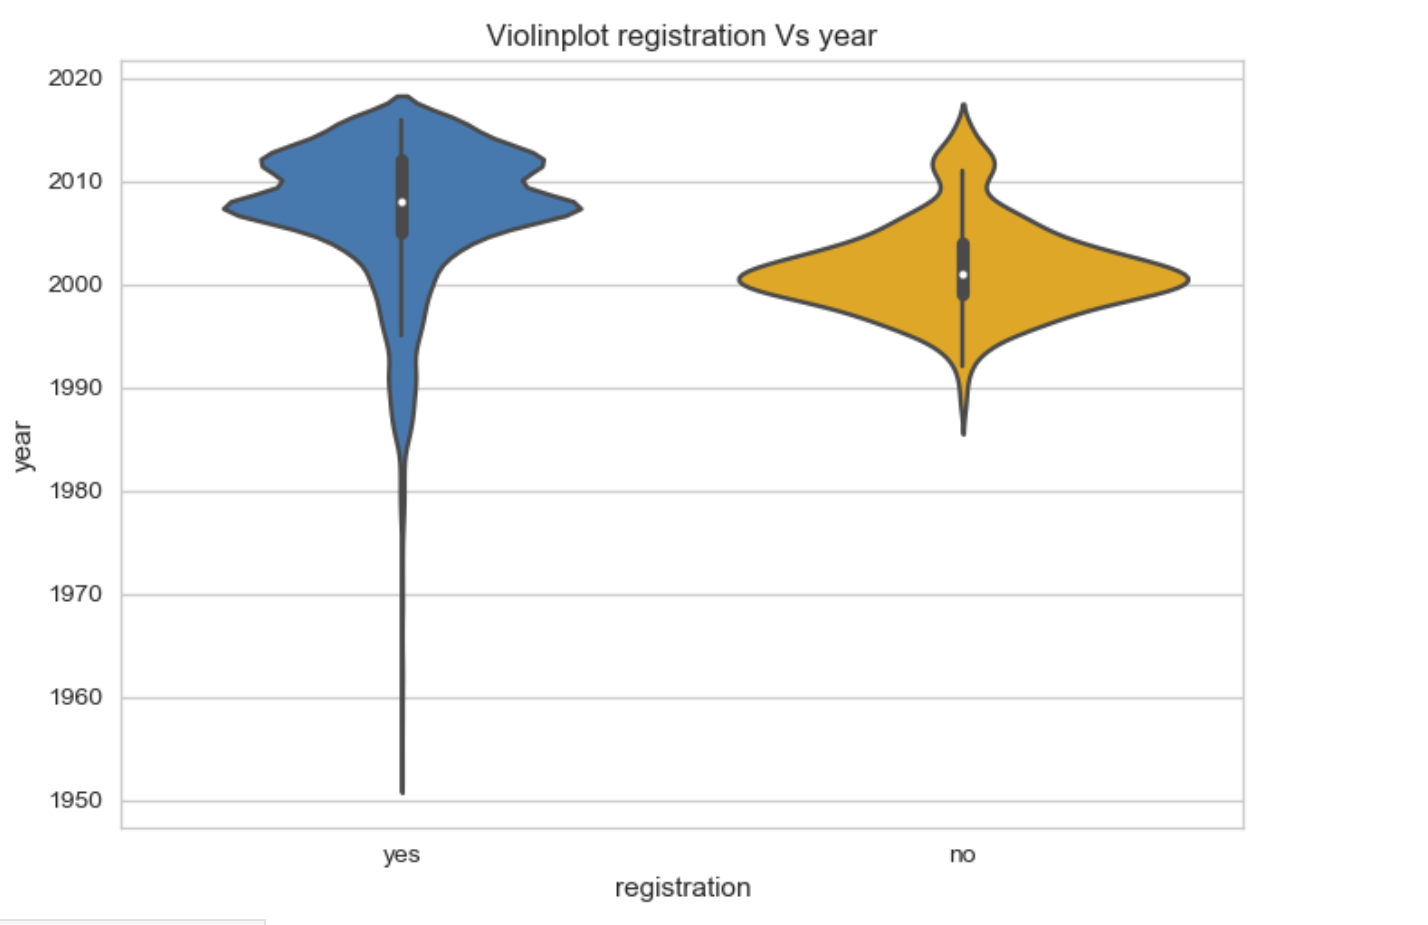 Violinplot registration Vs year
2020
2010
2000
1990
1980
1970
1960
1950
year
yes
no
registration